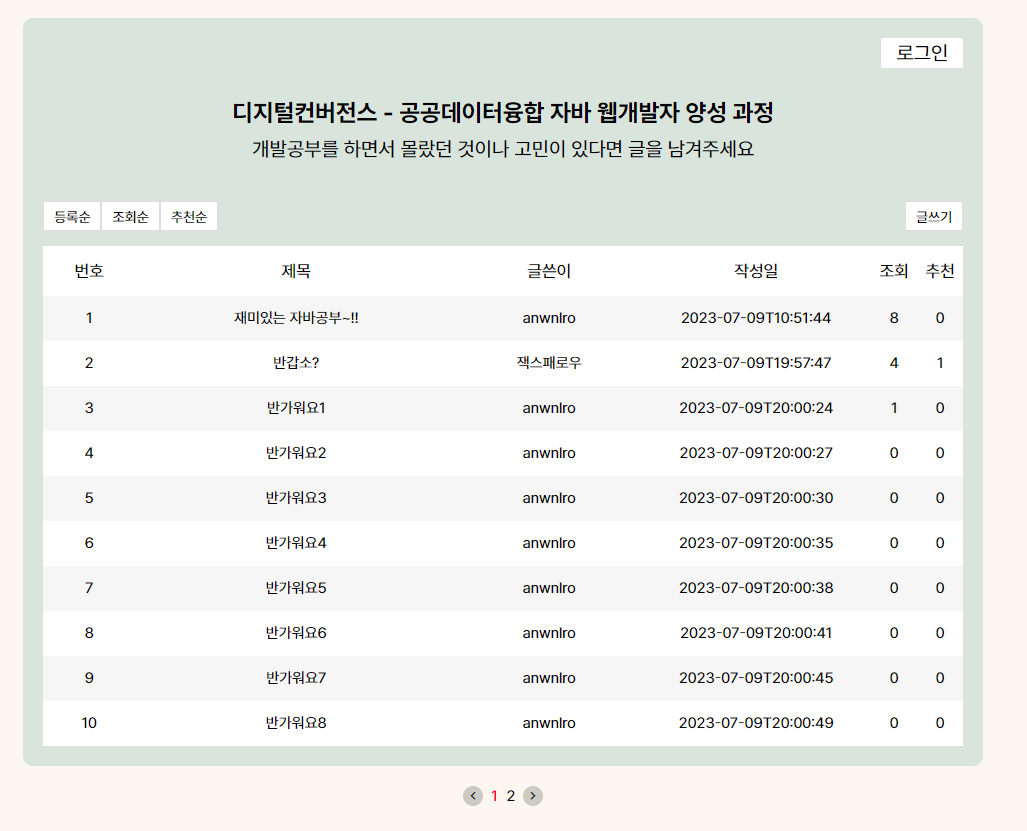 로그인
디지털컨버전스 - 공공데이터융합 자바 웹개발자 양성 과정
개발공부를 하면서 몰랐던 것이나 고민이 있다면 글을 남겨주세요
등록순 조회순 추천순 글쓰기
번호 제목 글쓴이 작성일 조회 추천
1 재미있는 자바공부~!! anwnlro 2023-07-09T10:51:44 8 0
2 반갑소? 잭스패로우 2023-07-09T19:57:47 4 1
3 반가워요1 anwnlro 2023-07-09T20:00:24 1 0
4 반가워요2 anwnlro 2023-07-09T20:00:27 0 0
5 반가워요3 anwnlro 2023-07-09T20:00:30 0 0
6 반가워요4 anwnlro 2023-07-09T20:00:35 0 0
7 반가워요5 anwnlro 2023-07-09T20:00:38 0 0
8 반가워요6 anwnlro 2023-07-09T20:00:41 0 0
9 반가워요7 anwnlro 2023-07-09T20:00:45 0 0
10 반가워요8 anwnlro 2023-07-09T20:00:49 0 0
< 1 2 >